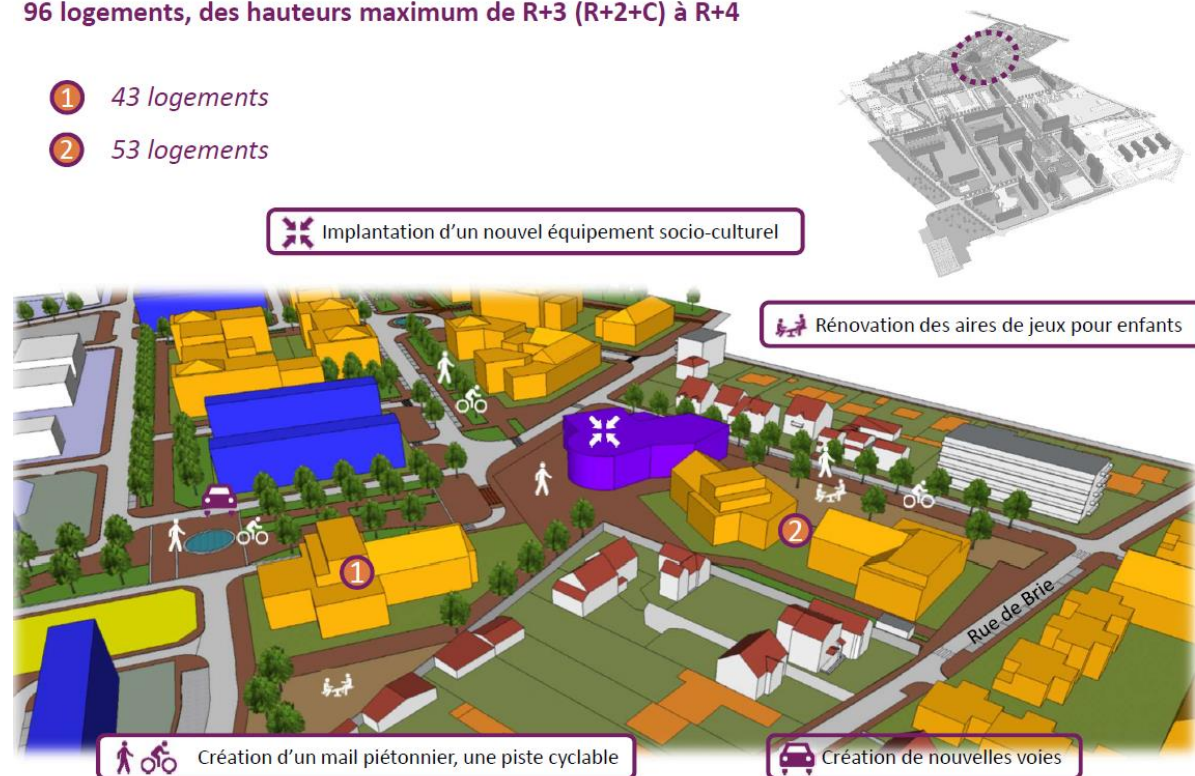 96 logements, des hauteurs maximum de R+3 (R+2+C) à R+4
1 43 logements
2 53 logements
Implantation d’un nouvel équipement socio-culturel
Rénovation des aires de jeux pour enfants
2
1
Rue de Brie
Création d’un mail piétonnier, une piste cyclable
Création de nouvelles voies